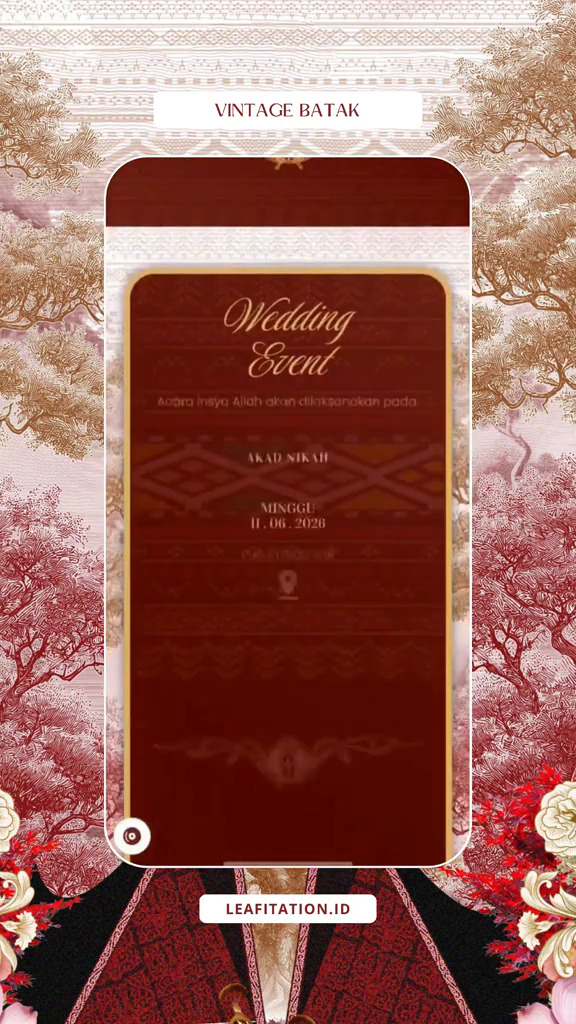 VINTAGE BATAK
Wedding
Event
Acara Insya Allah akan dilaksanakan pada
AKAD NIKAH
MINGGU
11 . 06 . 2026
LEAFITATION.ID